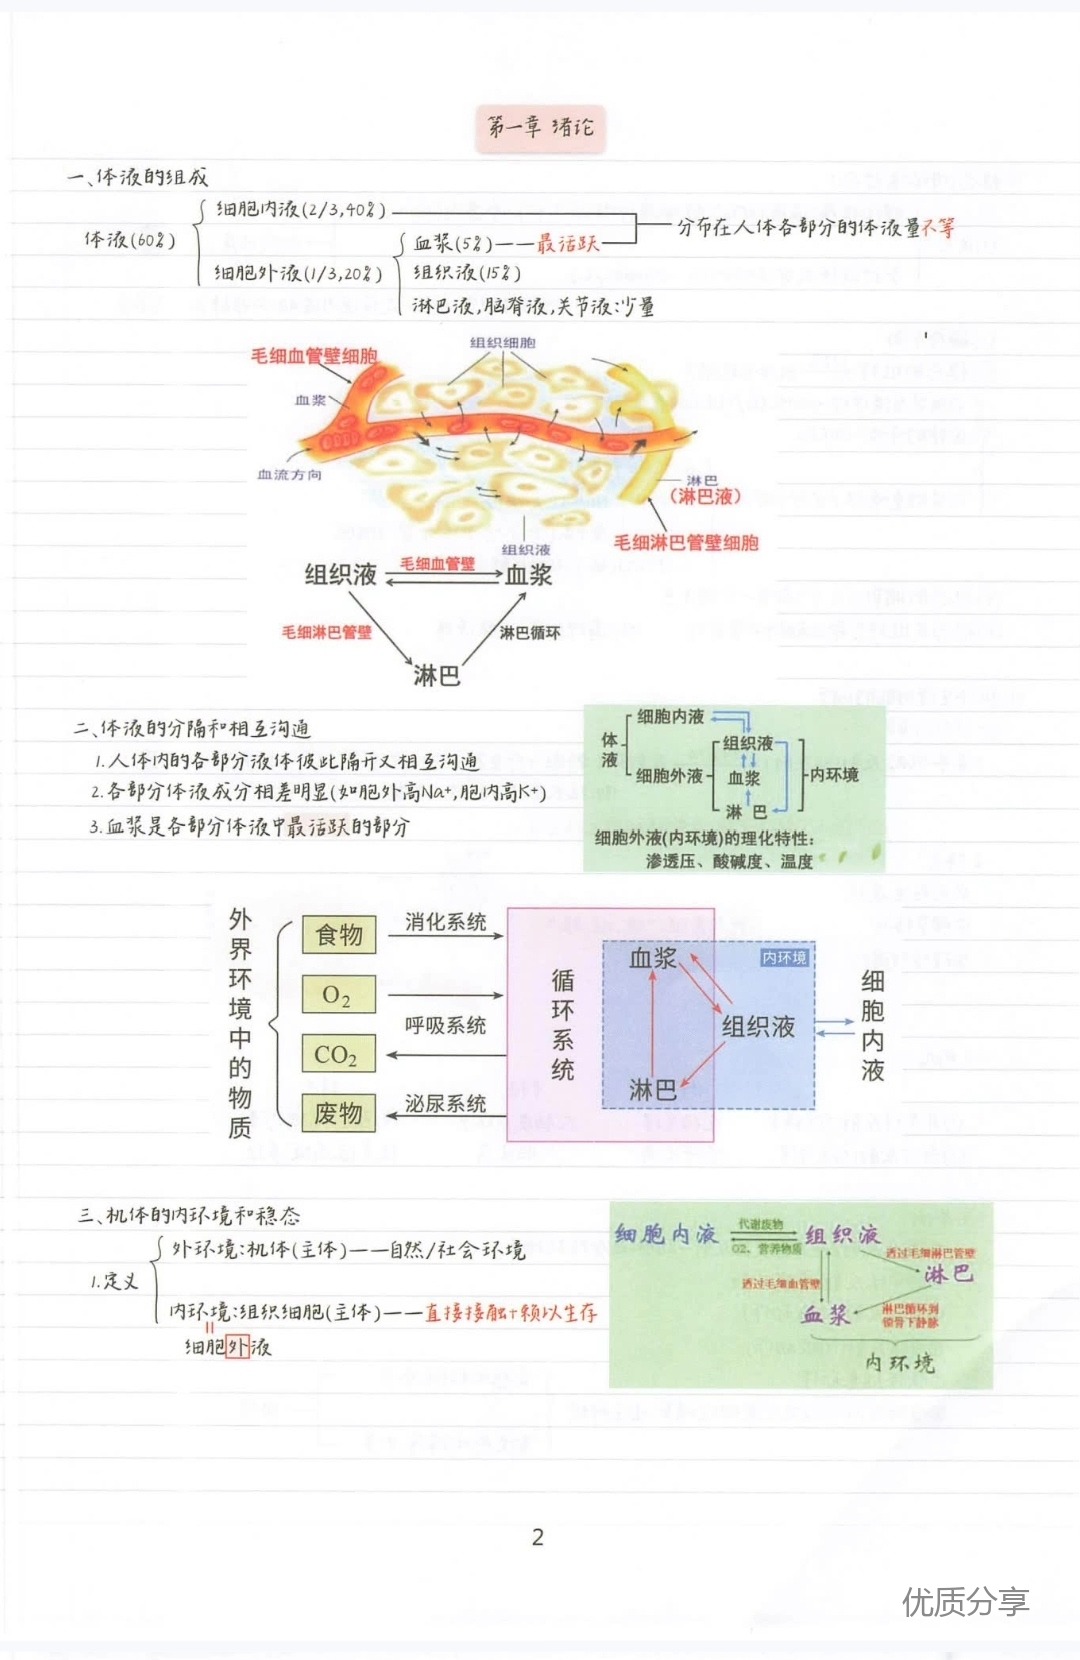 第一章 绪论
一、体液的组成
体液(60%)
细胞内液(2/3,40%)
细胞外液(1/3,20%)
血浆(5%)——最活跃
组织液(15%)
淋巴液,脑脊液,关节液:少量
分布在人体各部分的体液量不等
毛细血管壁细胞
组织细胞
血浆
血流方向
淋巴
(淋巴液)
毛细淋巴管壁细胞
组织液
组织液
毛细血管壁
血浆
毛细淋巴管壁
淋巴循环
淋巴
二、体液的分隔和相互沟通
1.人体内的各部分液体彼此隔开又相互沟通
2.各部分体液成分相差明显(如胞外高Na+,胞内高K+)
3.血浆是各部分体液中最活跃的部分
体液
细胞内液
细胞外液
组织液
血浆
淋 巴
内环境
细胞外液(内环境)的理化特性:
渗透压、酸碱度、温度
外界环境中的物质
食物
O2
CO2
废物
消化系统
呼吸系统
泌尿系统
循环系统
血浆
内环境
组织液
淋巴
细胞内液
三、机体的内环境和稳态
1.定义
外环境:机体(主体)——自然/社会环境
内环境:组织细胞(主体)——直接接触+赖以生存
细胞外液
细胞内液
代谢废物
O2、营养物质
组织液
透过毛细淋巴管壁
淋巴
透过毛细血管壁
血浆
淋巴循环到
锁骨下静脉
内环境
2
优质分享